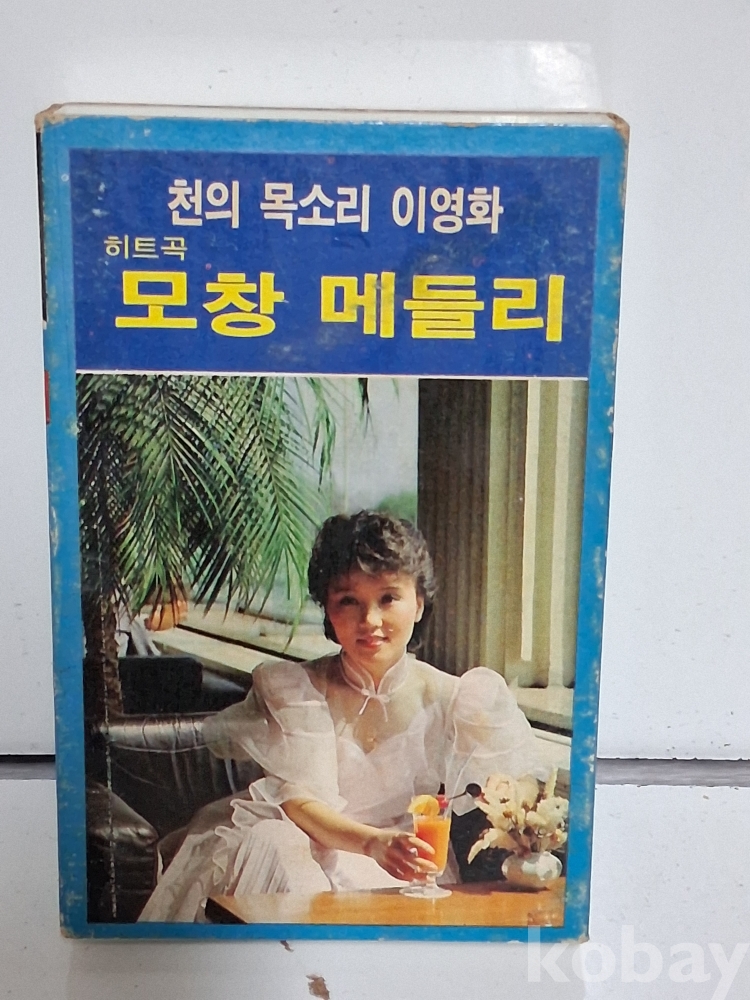 천의 목소리 이영화
히트곡
모창 메들리
kobay